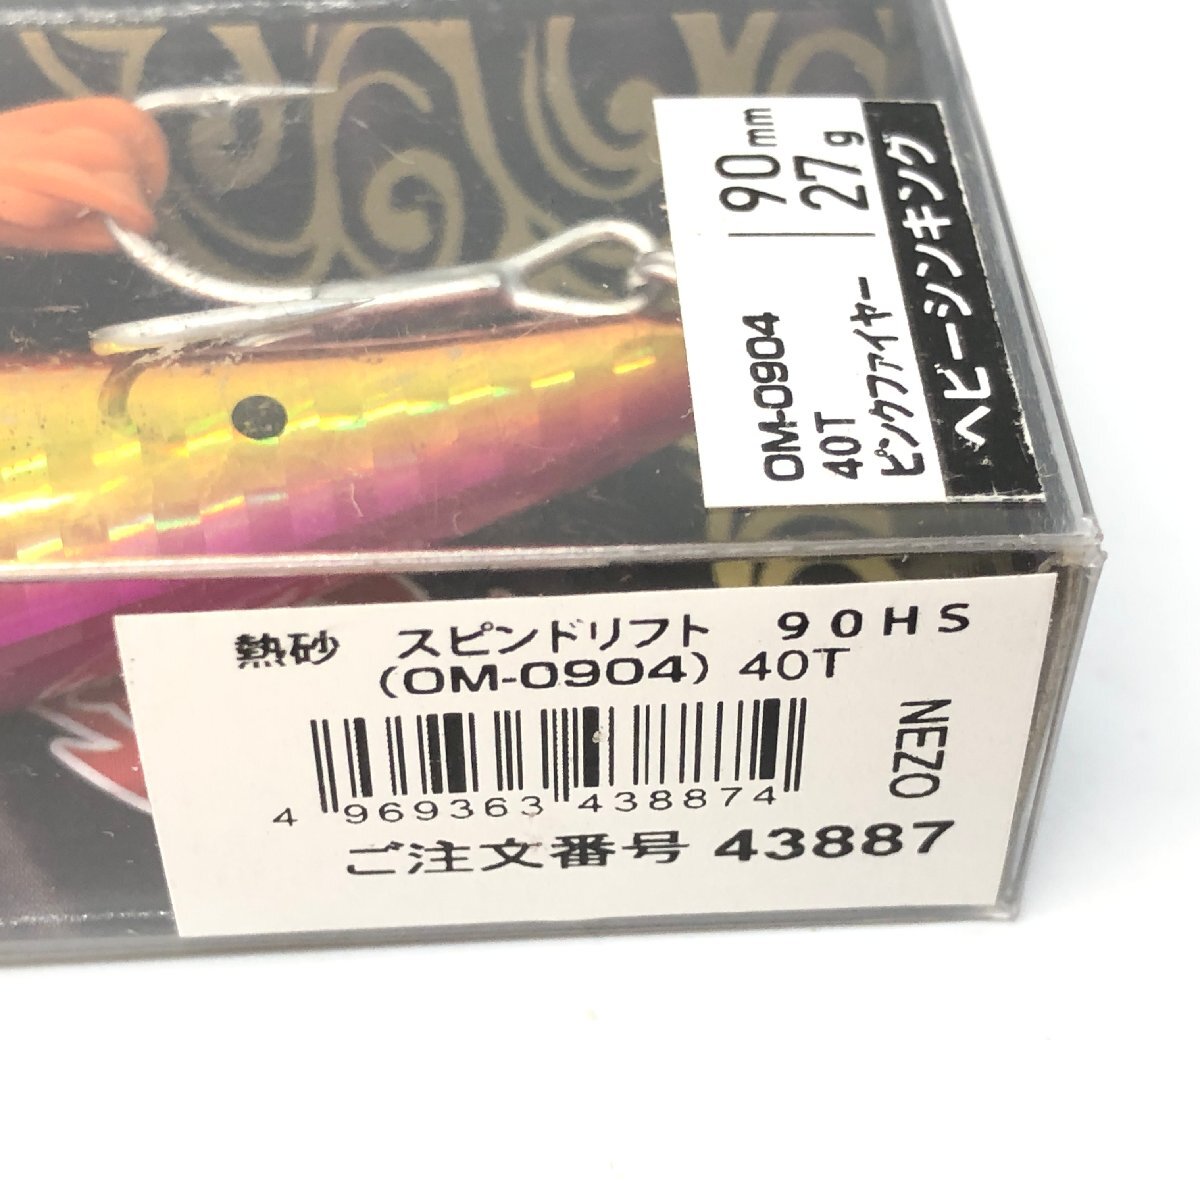 90mm
27g
OM-0904
40T
ピンクファイヤー
ヘビーシンキング
熱砂 スピンドリフト 90HS
(OM-0904) 40T
4 969363 438874
NEZO
ご注文番号 43887